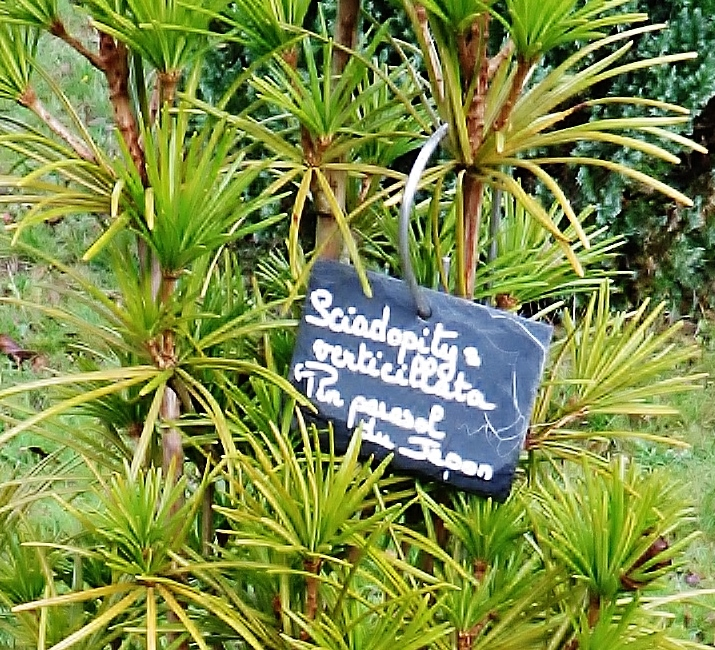 Sciadopitys
verticillata
"Pin parasol
du Japon